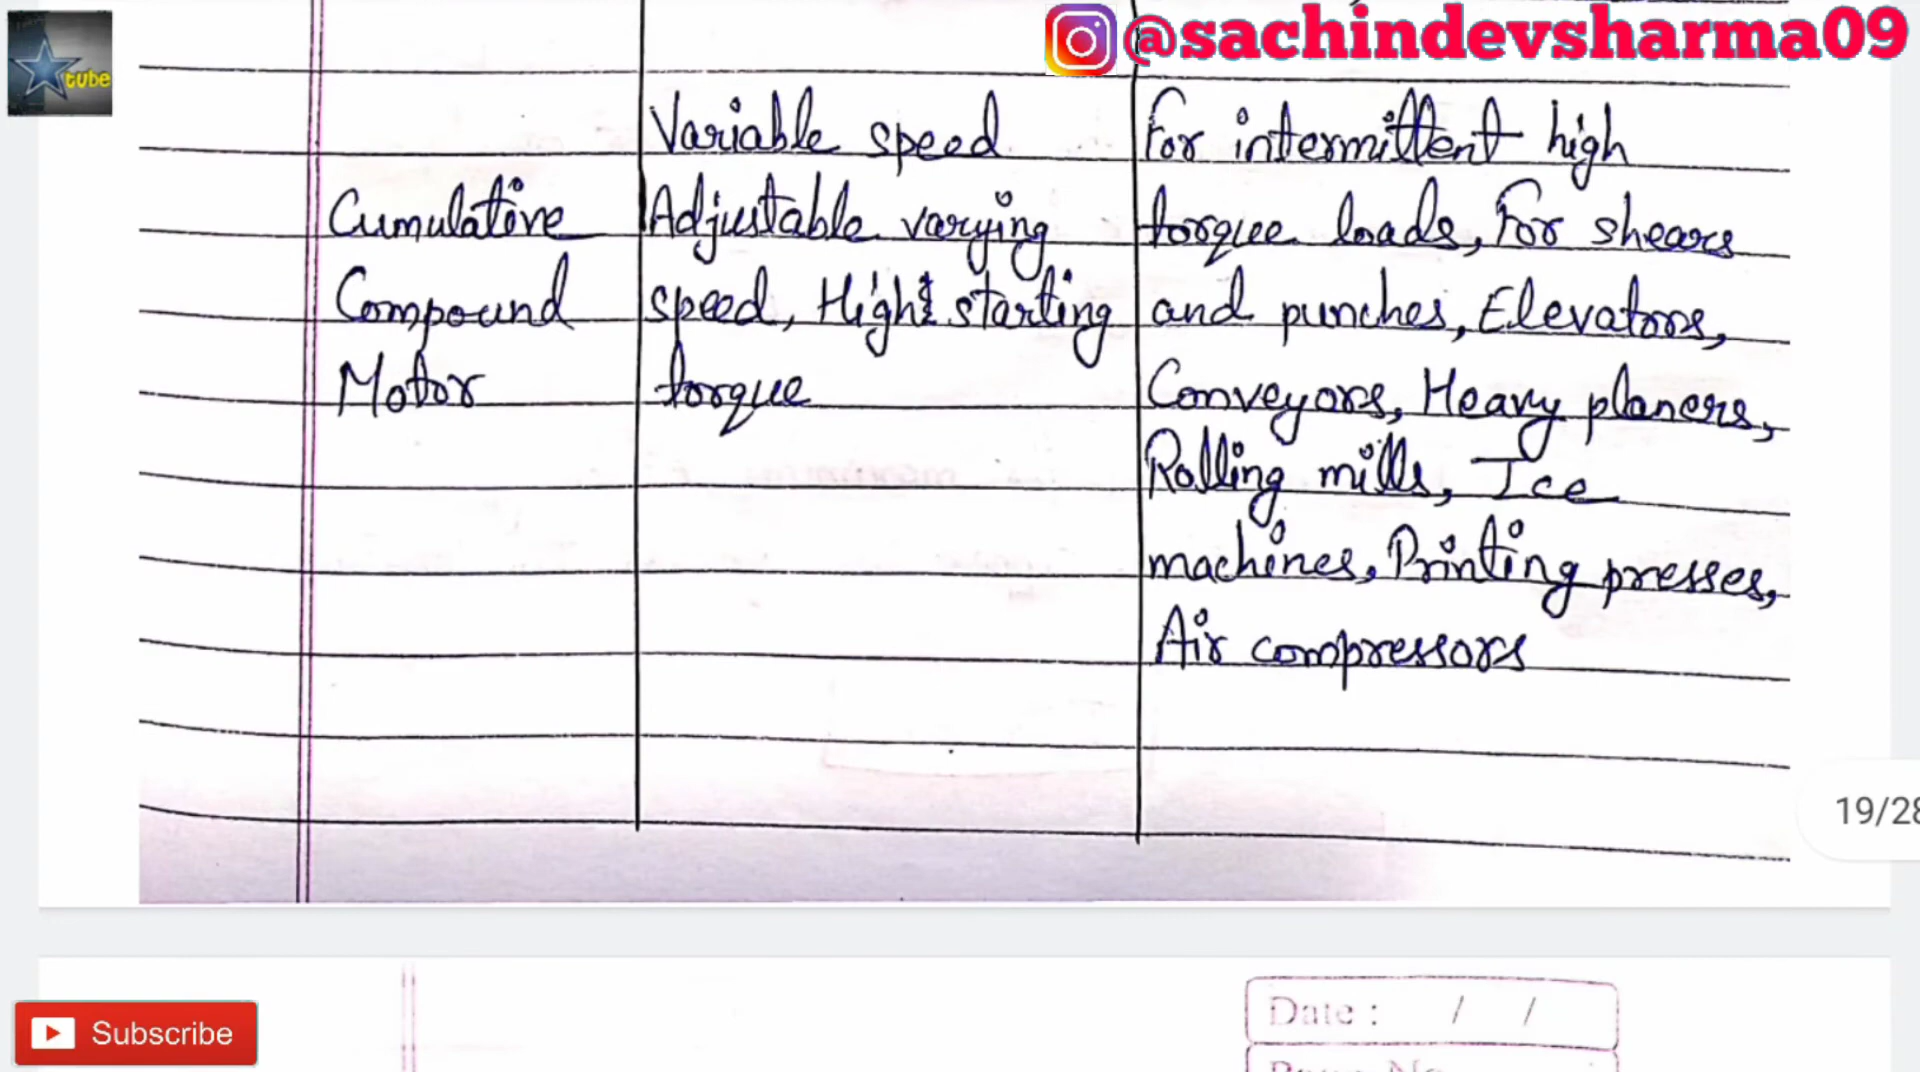 @sachindevsharma09
tube
Variable speed
For intermittent high
Cumulative
Adjustable varying
torque loads, For shears
Compound
speed, High starting
and punches, Elevators,
Motor
torque
Conveyors, Heavy planers,
Rolling mills, Ice
machines, Printing presses,
Air compressors
19/28
Date : / /
Subscribe